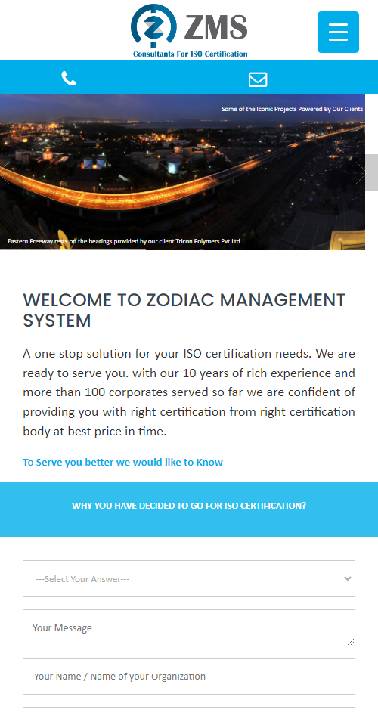 ZMS
Consultants For ISO Certification
Some of the Iconic Projects Powered By Our Clients
Eastern Freeway rests on the bearings provided by our client Tricon Polymers Pvt Ltd
WELCOME TO ZODIAC MANAGEMENT
SYSTEM
A one stop solution for your ISO certification needs. We are
ready to serve you. with our 10 years of rich experience and
more than 100 corporates served so far we are confident of
providing you with right certification from right certification
body at best price in time.
To Serve you better we would like to Know
WHY YOU HAVE DECIDED TO GO FOR ISO CERTIFICATION?
---Select Your Answer---
Your Message
Your Name / Name of your Organization